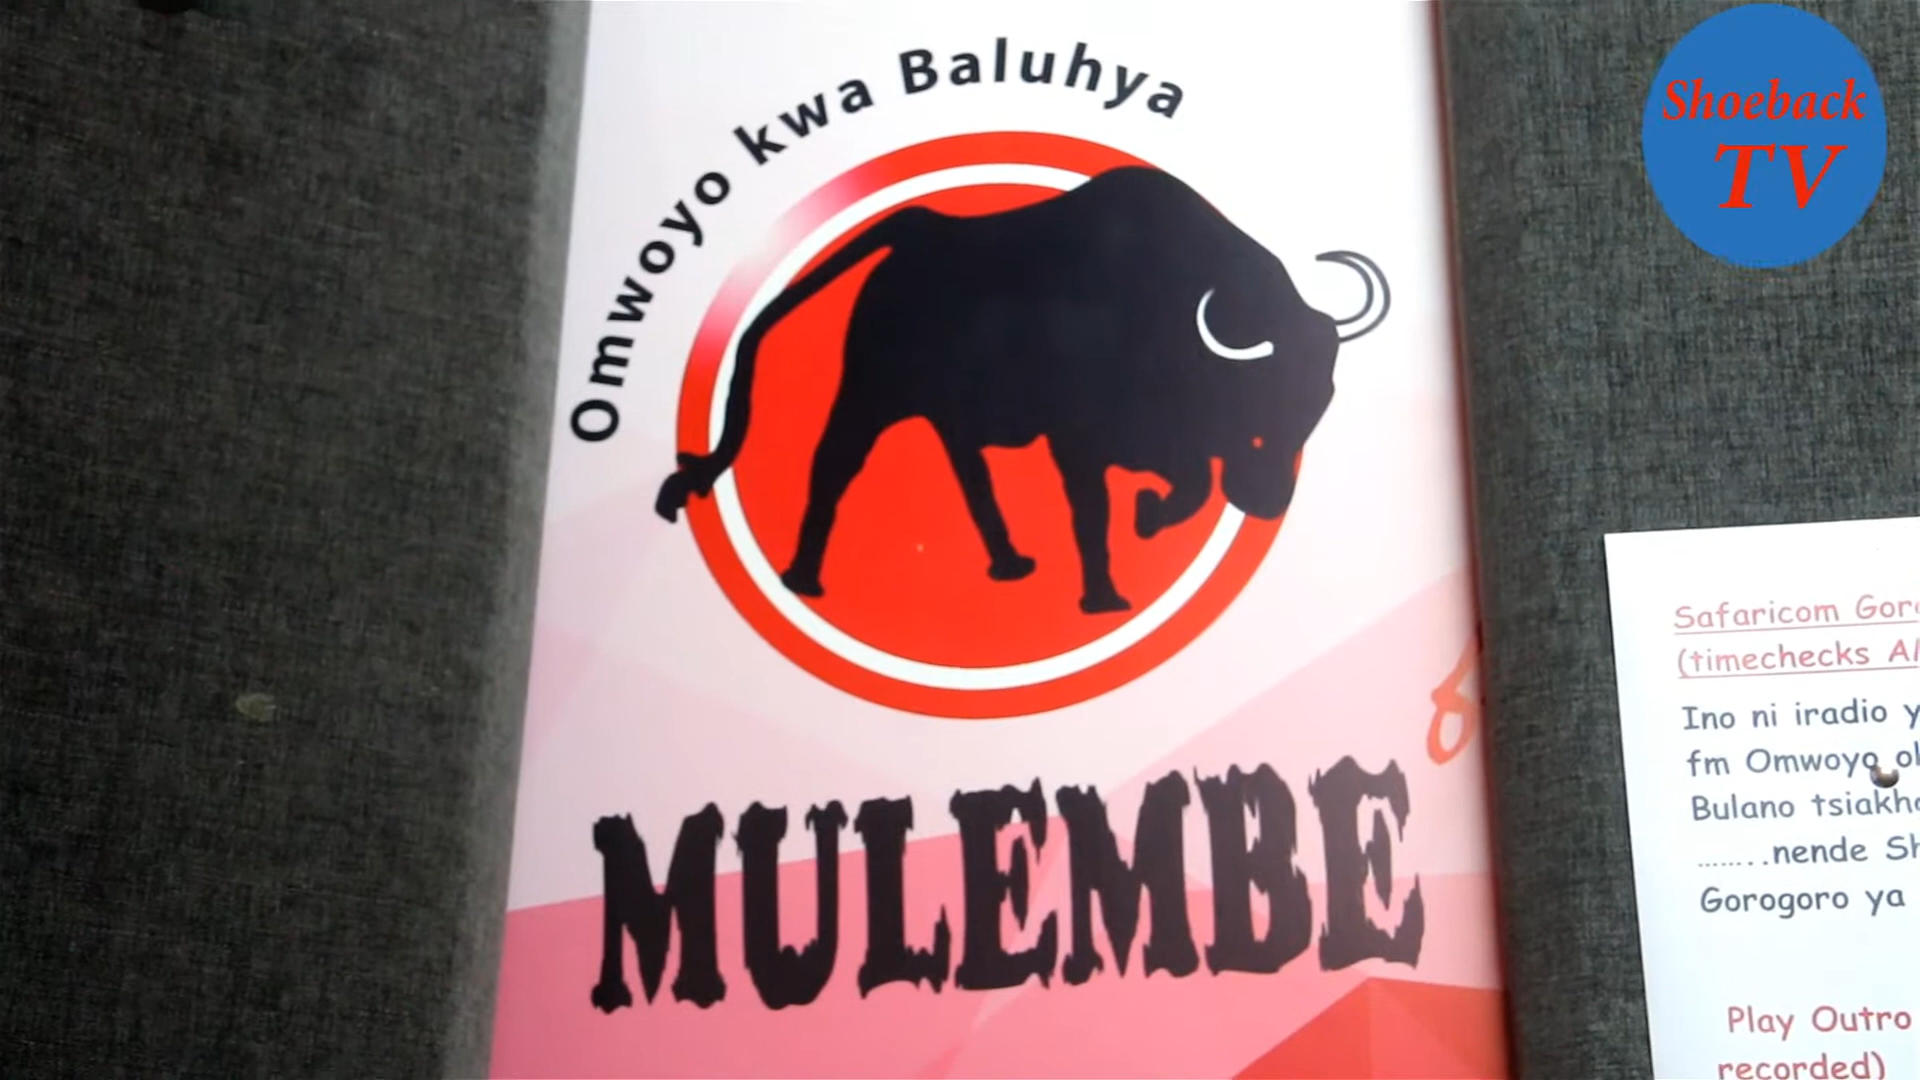 Omwoyo kwa Baluhya
MULEMBE
Shoeback
TV
Safaricom
(timechecks
Ino ni iradio
fm Omwoyo
Bulano
........nende
Gorogoro ya
Play Outro
recorded)